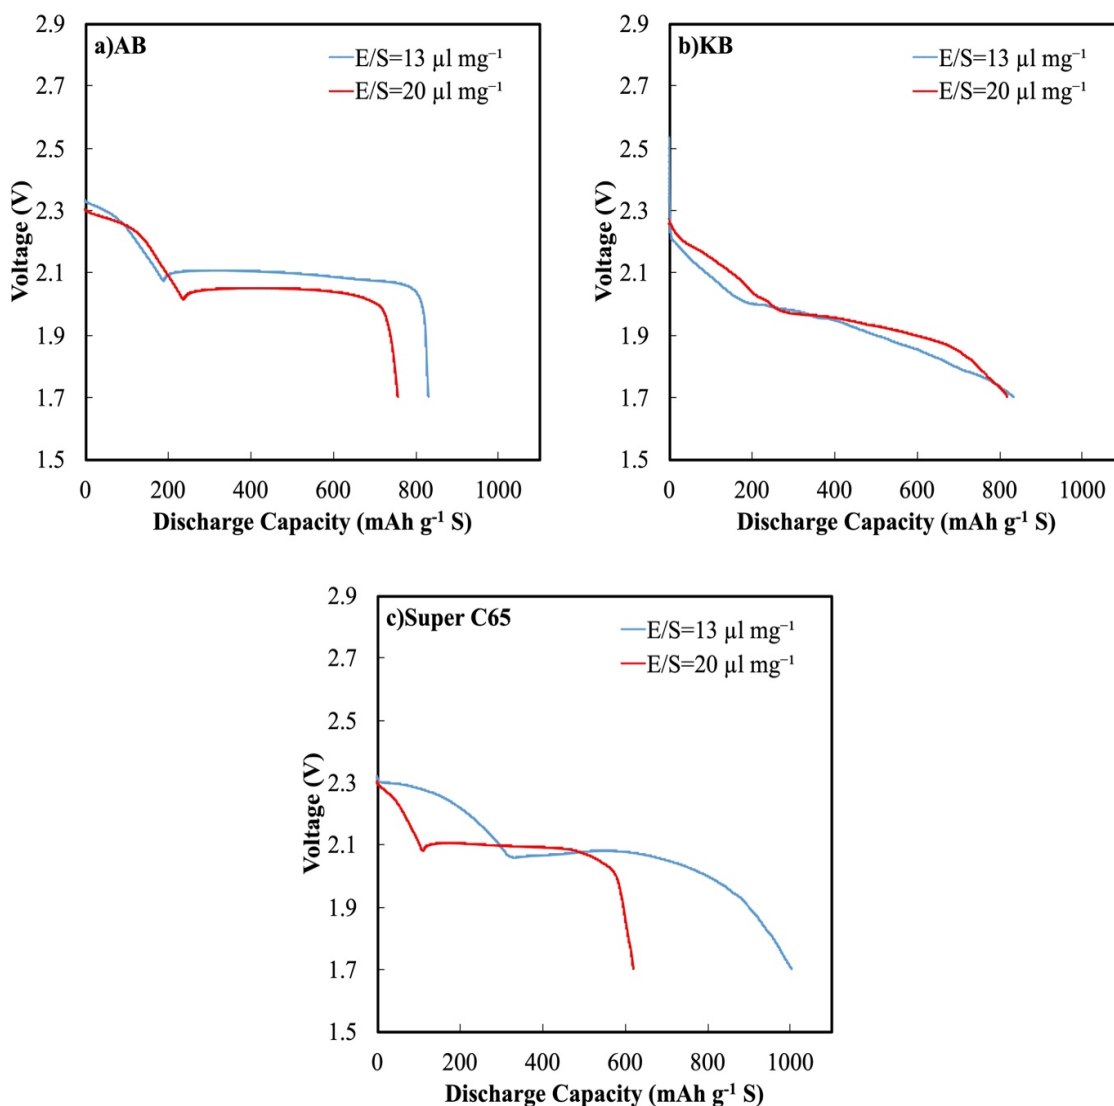 a)AB
E/S=13 µl mg⁻¹
E/S=20 µl mg⁻¹
2.9
2.7
2.5
2.3
2.1
1.9
1.7
1.5
Voltage (V)
0 200 400 600 800 1000
Discharge Capacity (mAh g⁻¹ S)
b)KB
E/S=13 µl mg⁻¹
E/S=20 µl mg⁻¹
2.9
2.7
2.5
2.3
2.1
1.9
1.7
1.5
Voltage (V)
0 200 400 600 800 1000
Discharge Capacity (mAh g⁻¹ S)
c)Super C65
E/S=13 µl mg⁻¹
E/S=20 µl mg⁻¹
2.9
2.7
2.5
2.3
2.1
1.9
1.7
1.5
Voltage (V)
0 200 400 600 800 1000
Discharge Capacity (mAh g⁻¹ S)